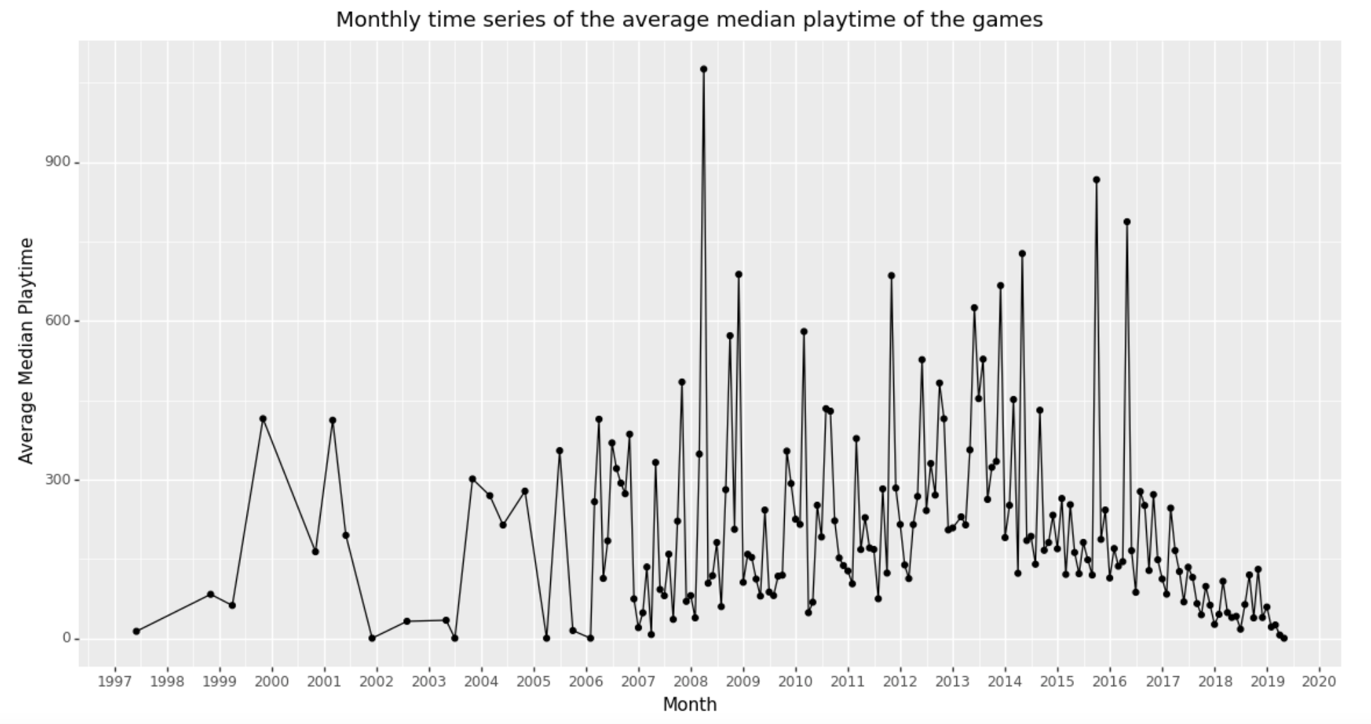 Monthly time series of the average median playtime of the games
Average Median Playtime
900
600
300
0
1997 1998 1999 2000 2001 2002 2003 2004 2005 2006 2007 2008 2009 2010 2011 2012 2013 2014 2015 2016 2017 2018 2019 2020
Month